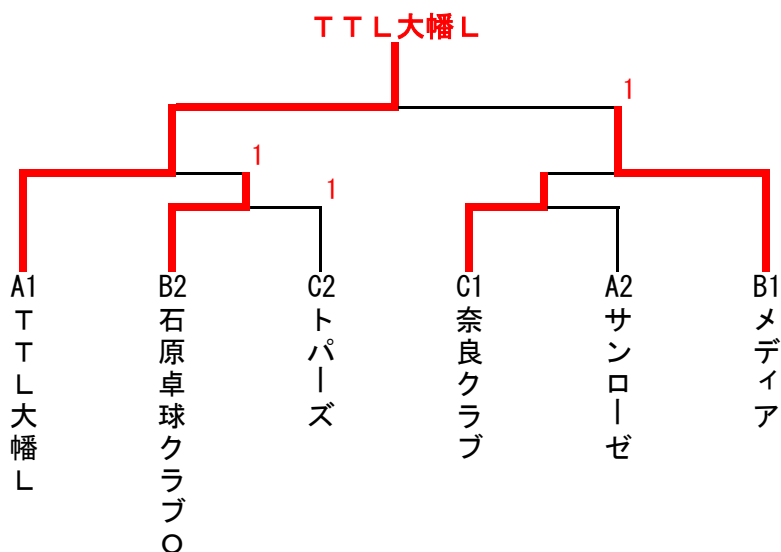 TTL大幡L
1
1
1
A1
TTL大幡L
B2
石原卓球クラブO
C2
トパーズ
C1
奈良クラブ
A2
サンローゼ
B1
メディア